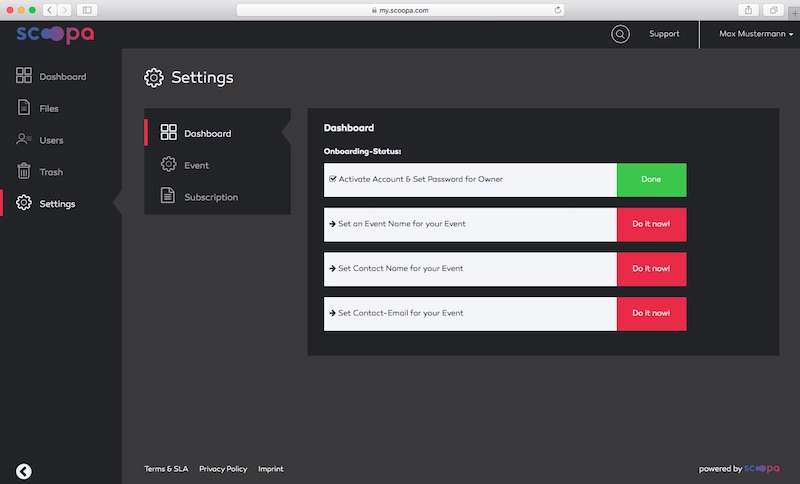 my.scoopa.com
scoopa
Support
Max Mustermann
Dashboard
Files
Users
Trash
Settings
Settings
Dashboard
Event
Subscription
Dashboard
Onboarding-Status:
Activate Account & Set Password for Owner
Done
Set an Event Name for your Event
Do it now!
Set Contact Name for your Event
Do it now!
Set Contact-Email for your Event
Do it now!
Terms & SLA
Privacy Policy
Imprint
powered by scoopa